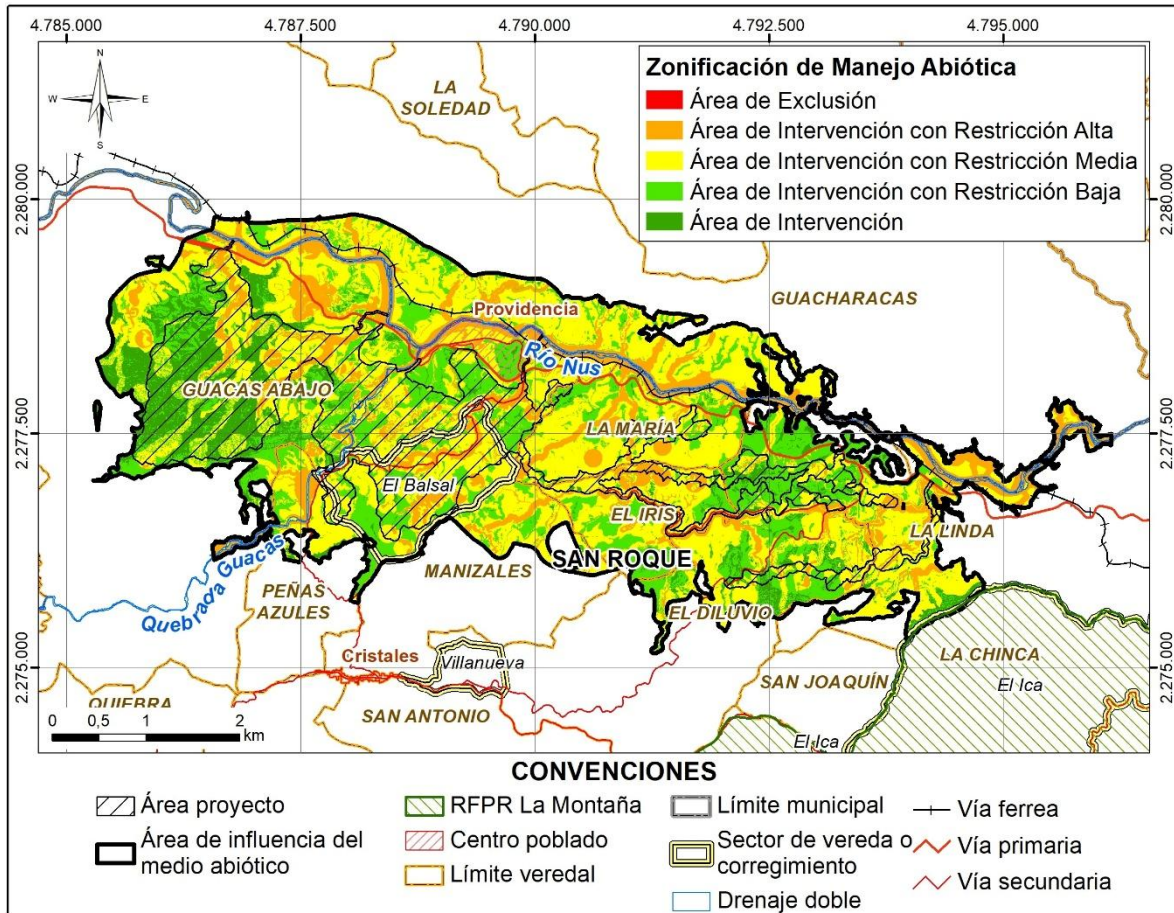 4.785.000 4.787.500 4.790.000 4.792.500 4.795.000
N
W E
S
Zonificación de Manejo Abiótica
Área de Exclusión
Área de Intervención con Restricción Alta
Área de Intervención con Restricción Media
Área de Intervención con Restricción Baja
Área de Intervención
LA
SOLEDAD
2.280.000 2.280.000
GUACHARACAS
Providencia
Río Nus
GUACAS ABAJO
2.277.500 2.277.500
LA MARÍA
El Balsal
EL IRIS
LA LINDA
SAN ROQUE
MANIZALES
Quebrada Guacas
PEÑAS
AZULES
EL DILUVIO
2.275.000 2.275.000
Cristales
Villanueva
LA CHINCA
SAN JOAQUÍN
El Ica
QUIEBRA
SAN ANTONIO
El Ica
0 0,5 1 2
km
CONVENCIONES
Área proyecto
Área de influencia del
medio abiótico
RFPR La Montaña
Centro poblado
Límite veredal
Límite municipal
Sector de vereda o
corregimiento
Drenaje doble
Vía ferrea
Vía primaria
Vía secundaria